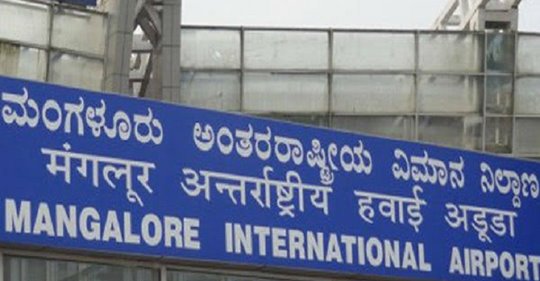 ಮಂಗಳೂರು ಅಂತರರಾಷ್ಟ್ರೀಯ ವಿಮಾನ ನಿಲ್ದಾಣ
मंगलूर अन्तर्राष्ट्रीय हवाई अड्डा
MANGALORE INTERNATIONAL AIRPORT